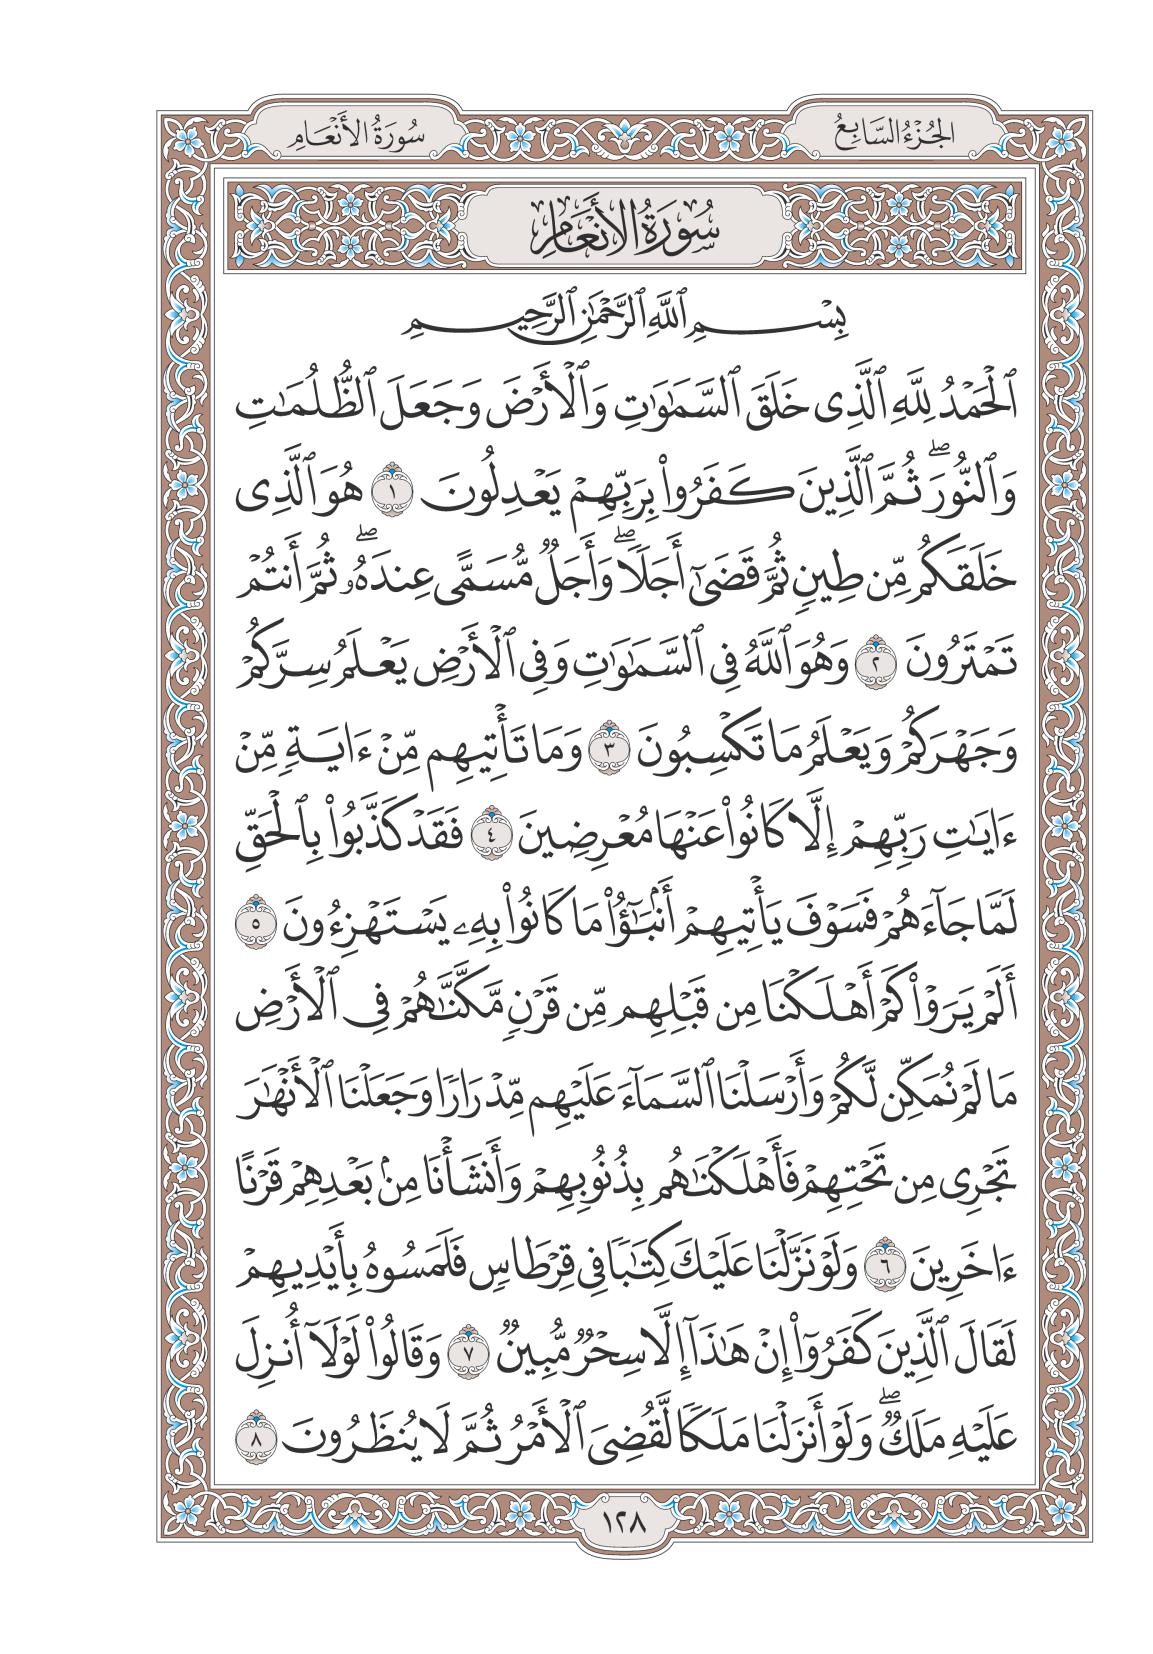 الجُزْءُ السَّابِعُ
سُورَةُ الأَنْعَامِ
سُورَةُ الأَنْعَامِ
بِسْمِ ٱللَّهِ ٱلرَّحْمَٰنِ ٱلرَّحِيمِ
ٱلْحَمْدُ لِلَّهِ ٱلَّذِى خَلَقَ ٱلسَّمَٰوَٰتِ وَٱلْأَرْضَ وَجَعَلَ ٱلظُّلُمَٰتِ
وَٱلنُّورَ ۖ ثُمَّ ٱلَّذِينَ كَفَرُوا۟ بِرَبِّهِمْ يَعْدِلُونَ ١ هُوَ ٱلَّذِى
خَلَقَكُم مِّن طِينٍ ثُمَّ قَضَىٰٓ أَجَلًا ۖ وَأَجَلٌ مُّسَمًّى عِندَهُۥ ۖ ثُمَّ أَنتُمْ
تَمْتَرُونَ ٢ وَهُوَ ٱللَّهُ فِى ٱلسَّمَٰوَٰتِ وَفِى ٱلْأَرْضِ يَعْلَمُ سِرَّكُمْ
وَجَهْرَكُمْ وَيَعْلَمُ مَا تَكْسِبُونَ ٣ وَمَا تَأْتِيهِم مِّنْ ءَايَةٍ مِّنْ
ءَايَٰتِ رَبِّهِمْ إِلَّا كَانُوا۟ عَنْهَا مُعْرِضِينَ ٤ فَقَدْ كَذَّبُوا۟ بِٱلْحَقِّ
لَمَّا جَآءَهُمْ فَسَوْفَ يَأْتِيهِمْ أَنۢبَٰٓؤُا۟ مَا كَانُوا۟ بِهِۦ يَسْتَهْزِءُونَ ٥
أَلَمْ يَرَوْا۟ كَمْ أَهْلَكْنَا مِن قَبْلِهِم مِّن قَرْنٍ مَّكَّنَّٰهُمْ فِى ٱلْأَرْضِ
مَا لَمْ نُمَكِّن لَّكُمْ وَأَرْسَلْنَا ٱلسَّمَآءَ عَلَيْهِم مِّدْرَارًا وَجَعَلْنَا ٱلْأَنْهَٰرَ
تَجْرِى مِن تَحْتِهِمْ فَأَهْلَكْنَٰهُم بِذُنُوبِهِمْ وَأَنشَأْنَا مِنۢ بَعْدِهِمْ قَرْنًا
ءَاخَرِينَ ٦ وَلَوْ نَزَّلْنَا عَلَيْكَ كِتَٰبًا فِى قِرْطَاسٍ فَلَمَسُوهُ بِأَيْدِيهِمْ
لَقَالَ ٱلَّذِينَ كَفَرُوٓا۟ إِنْ هَٰذَآ إِلَّا سِحْرٌ مُّبِينٌ ٧ وَقَالُوا۟ لَوْلَآ أُنزِلَ
عَلَيْهِ مَلَكٌ ۖ وَلَوْ أَنزَلْنَا مَلَكًا لَّقُضِىَ ٱلْأَمْرُ ثُمَّ لَا يُنظَرُونَ ٨
١٢٨